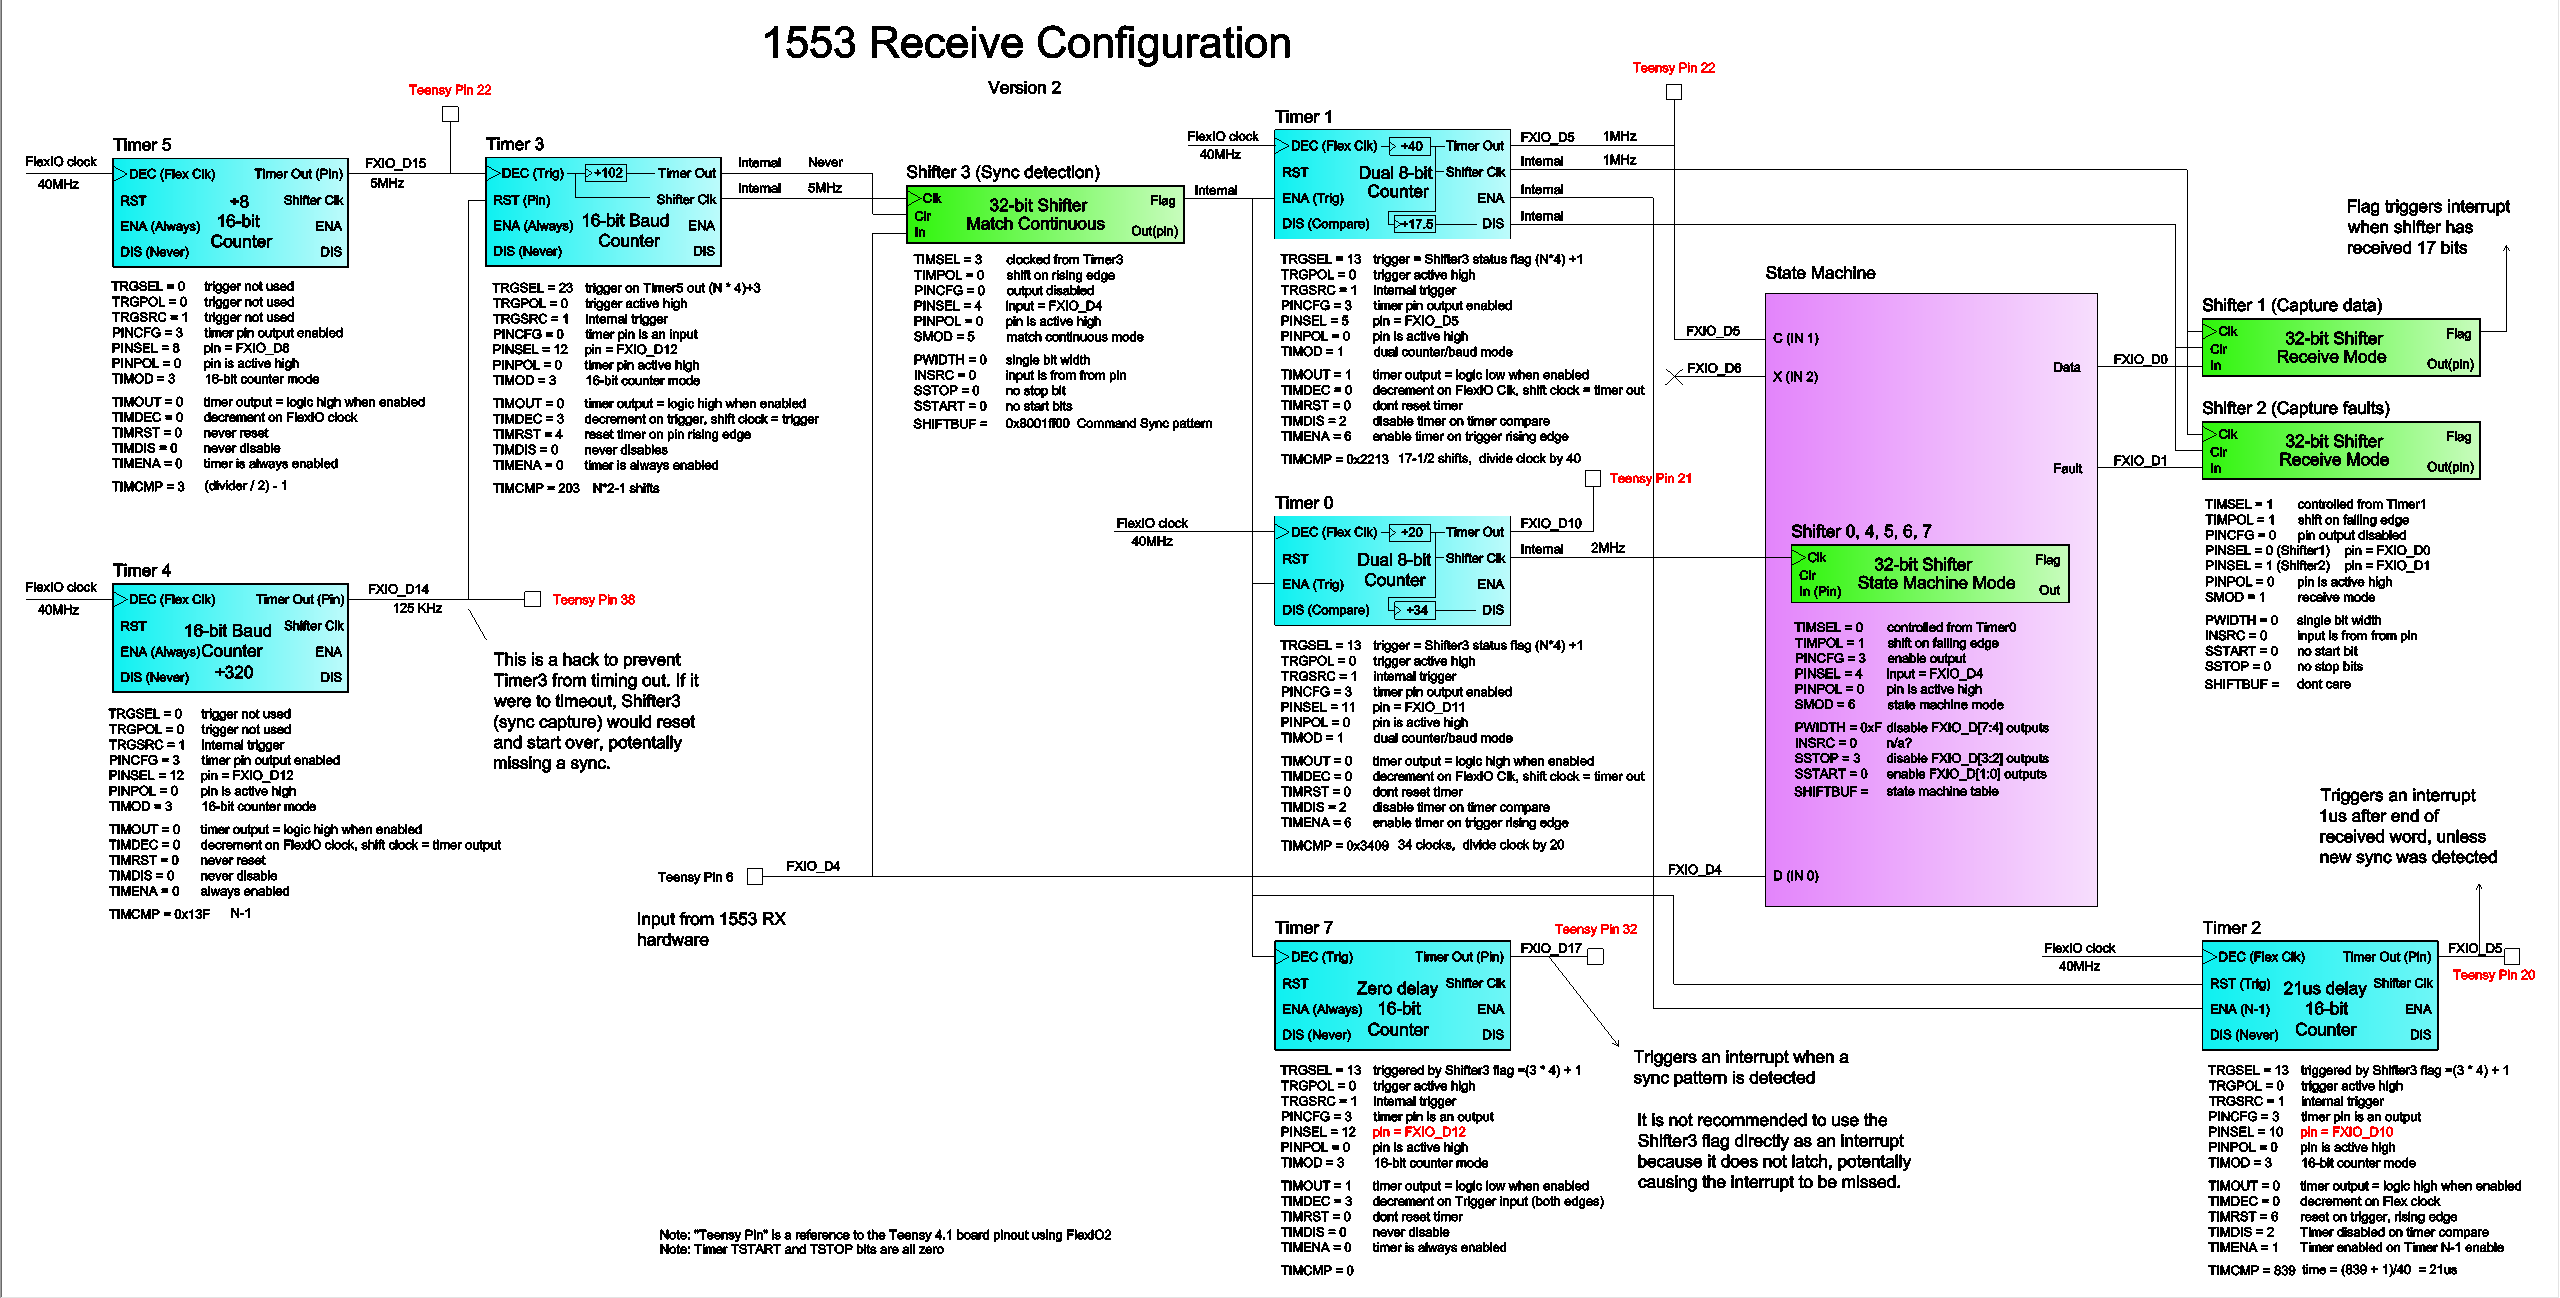 1553 Receive Configuration
Version 2
Teensy Pin 22
Timer 5
FlexIO clock
40MHz
DEC (Flex Clk)
Timer Out (Pin)
RST
÷8
Shifter Clk
ENA (Always)
16-bit
Counter
ENA
DIS (Never)
DIS
FXIO_D15
5MHz
TRGSEL = 0 trigger not used
TRGPOL = 0 trigger not used
TRGSRC = 1 trigger not used
PINCFG = 3 timer pin output enabled
PINSEL = 8 pin = FXIO_D8
PINPOL = 0 pin is active high
TIMOD = 3 16-bit counter mode
TIMOUT = 0 timer output = logic high when enabled
TIMDEC = 0 decrement on FlexIO clock
TIMRST = 0 never reset
TIMDIS = 0 never disable
TIMENA = 0 timer is always enabled
TIMCMP = 3 (divider / 2) - 1
Timer 3
DEC (Trig)
÷102
Timer Out
RST (Pin)
Shifter Clk
ENA (Always)
16-bit Baud
Counter
ENA
DIS (Never)
DIS
Internal Never
Internal 5MHz
TRGSEL = 23 trigger on Timer5 out (N * 4)+3
TRGPOL = 0 trigger active high
TRGSRC = 1 Internal trigger
PINCFG = 0 timer pin is an input
PINSEL = 12 pin = FXIO_D12
PINPOL = 0 timer pin active high
TIMOD = 3 16-bit counter mode
TIMOUT = 0 timer output = logic high when enabled
TIMDEC = 3 decrement on trigger, shift clock = trigger
TIMRST = 4 reset timer on pin rising edge
TIMDIS = 0 never disables
TIMENA = 0 timer is always enabled
TIMCMP = 203 N*2-1 shifts
Timer 4
FlexIO clock
40MHz
DEC (Flex Clk)
Timer Out (Pin)
RST
16-bit Baud
Counter
÷320
Shifter Clk
ENA (Always)
ENA
DIS (Never)
DIS
FXIO_D14
125 KHz
Teensy Pin 38
This is a hack to prevent
Timer3 from timing out. If it
were to timeout, Shifter3
(sync capture) would reset
and start over, potentally
missing a sync.
TRGSEL = 0 trigger not used
TRGPOL = 0 trigger not used
TRGSRC = 1 Internal trigger
PINCFG = 3 timer pin output enabled
PINSEL = 12 pin = FXIO_D12
PINPOL = 0 pin is active high
TIMOD = 3 16-bit counter mode
TIMOUT = 0 timer output = logic high when enabled
TIMDEC = 0 decrement on FlexIO clock, shift clock = timer output
TIMRST = 0 never reset
TIMDIS = 0 never disable
TIMENA = 0 always enabled
TIMCMP = 0x13F N-1
Shifter 3 (Sync detection)
Clk
Clr
In
32-bit Shifter
Match Continuous
Flag
Out(pin)
Internal
TIMSEL = 3 clocked from Timer3
TIMPOL = 0 shift on rising edge
PINCFG = 0 output disabled
PINSEL = 4 Input = FXIO_D4
PINPOL = 0 pin is active high
SMOD = 5 match continuous mode
PWIDTH = 0 single bit width
INSRC = 0 input is from from pin
SSTOP = 0 no stop bit
SSTART = 0 no start bits
SHIFTBUF = 0x8001ff00 Command Sync pattern
Teensy Pin 6
FXIO_D4
Input from 1553 RX
hardware
Timer 1
FlexIO clock
40MHz
DEC (Flex Clk)
÷40
Timer Out
RST
Dual 8-bit
Counter
Shifter Clk
ENA (Trig)
ENA
DIS (Compare)
÷17.5
DIS
FXIO_D5 1MHz
Internal 1MHz
Internal
Internal
Teensy Pin 22
TRGSEL = 13 trigger = Shifter3 status flag (N*4) +1
TRGPOL = 0 trigger active high
TRGSRC = 1 Internal trigger
PINCFG = 3 timer pin output enabled
PINSEL = 5 pin = FXIO_D5
PINPOL = 0 pin is active high
TIMOD = 1 dual counter/baud mode
TIMOUT = 1 timer output = logic low when enabled
TIMDEC = 0 decrement on FlexIO Clk, shift clock = timer out
TIMRST = 0 dont reset timer
TIMDIS = 2 disable timer on timer compare
TIMENA = 6 enable timer on trigger rising edge
TIMCMP = 0x2213 17-1/2 shifts, divide clock by 40
Teensy Pin 21
Timer 0
FlexIO clock
40MHz
DEC (Flex Clk)
÷20
Timer Out
RST
Dual 8-bit
Counter
Shifter Clk
ENA (Trig)
ENA
DIS (Compare)
÷34
DIS
FXIO_D10
Internal 2MHz
TRGSEL = 13 trigger = Shifter3 status flag (N*4) +1
TRGPOL = 0 trigger active high
TRGSRC = 1 internal trigger
PINCFG = 3 timer pin output enabled
PINSEL = 11 pin = FXIO_D11
PINPOL = 0 pin is active high
TIMOD = 1 dual counter/baud mode
TIMOUT = 0 timer output = logic high when enabled
TIMDEC = 0 decrement on FlexIO Clk, shift clock = timer out
TIMRST = 0 dont reset timer
TIMDIS = 2 disable timer on timer compare
TIMENA = 6 enable timer on trigger rising edge
TIMCMP = 0x3409 34 clocks, divide clock by 20
Timer 7
DEC (Trig)
Timer Out (Pin)
RST
Zero delay
16-bit
Counter
Shifter Clk
ENA (Always)
ENA
DIS (Never)
DIS
FXIO_D17
Teensy Pin 32
Triggers an interrupt when a
sync pattern is detected
It is not recommended to use the
Shifter3 flag directly as an interrupt
because it does not latch, potentally
causing the interrupt to be missed.
TRGSEL = 13 triggered by Shifter3 flag =(3 * 4) + 1
TRGPOL = 0 trigger active high
TRGSRC = 1 Internal trigger
PINCFG = 3 timer pin is an output
PINSEL = 12 pin = FXIO_D12
PINPOL = 0 pin is active high
TIMOD = 3 16-bit counter mode
TIMOUT = 1 timer output = logic low when enabled
TIMDEC = 3 decrement on Trigger input (both edges)
TIMRST = 0 dont reset timer
TIMDIS = 0 never disable
TIMENA = 0 timer is always enabled
TIMCMP = 0
State Machine
FXIO_D5
C (IN 1)
FXIO_D6
X (IN 2)
Data
FXIO_D0
Fault
FXIO_D1
FXIO_D4
D (IN 0)
Shifter 0, 4, 5, 6, 7
Clk
Clr
In (Pin)
32-bit Shifter
State Machine Mode
Flag
Out
TIMSEL = 0 controlled from Timer0
TIMPOL = 1 shift on falling edge
PINCFG = 3 enable output
PINSEL = 4 Input = FXIO_D4
PINPOL = 0 pin is active high
SMOD = 6 state machine mode
PWIDTH = 0xF disable FXIO_D[7:4] outputs
INSRC = 0 n/a?
SSTOP = 3 disable FXIO_D[3:2] outputs
SSTART = 0 enable FXIO_D[1:0] outputs
SHIFTBUF = state machine table
Flag triggers interrupt
when shifter has
received 17 bits
Shifter 1 (Capture data)
Clk
Clr
In
32-bit Shifter
Receive Mode
Flag
Out(pin)
Shifter 2 (Capture faults)
Clk
Clr
In
32-bit Shifter
Receive Mode
Flag
Out(pin)
TIMSEL = 1 controlled from Timer1
TIMPOL = 1 shift on falling edge
PINCFG = 0 pin output disabled
PINSEL = 0 (Shifter1) pin = FXIO_D0
PINSEL = 1 (Shifter2) pin = FXIO_D1
PINPOL = 0 pin is active high
SMOD = 1 receive mode
PWIDTH = 0 single bit width
INSRC = 0 input is from from pin
SSTART = 0 no start bit
SSTOP = 0 no stop bits
SHIFTBUF = dont care
Triggers an interrupt
1us after end of
received word, unless
new sync was detected
Timer 2
FlexIO clock
40MHz
DEC (Flex Clk)
Timer Out (Pin)
RST (Trig)
21us delay
16-bit
Counter
Shifter Clk
ENA (N-1)
ENA
DIS (Never)
DIS
FXIO_D5
Teensy Pin 20
TRGSEL = 13 triggered by Shifter3 flag =(3 * 4) + 1
TRGPOL = 0 trigger active high
TRGSRC = 1 internal trigger
PINCFG = 3 timer pin is an output
PINSEL = 10 pin = FXIO_D10
PINPOL = 0 pin is active high
TIMOD = 3 16-bit counter mode
TIMOUT = 0 timer output = logic high when enabled
TIMDEC = 0 decrement on Flex clock
TIMRST = 6 reset on trigger, rising edge
TIMDIS = 2 Timer disabled on timer compare
TIMENA = 1 Timer enabled on Timer N-1 enable
TIMCMP = 839 time = (839 + 1)/40 = 21us
Note: "Teensy Pin" is a reference to the Teensy 4.1 board pinout using FlexIO2
Note: Timer TSTART and TSTOP bits are all zero